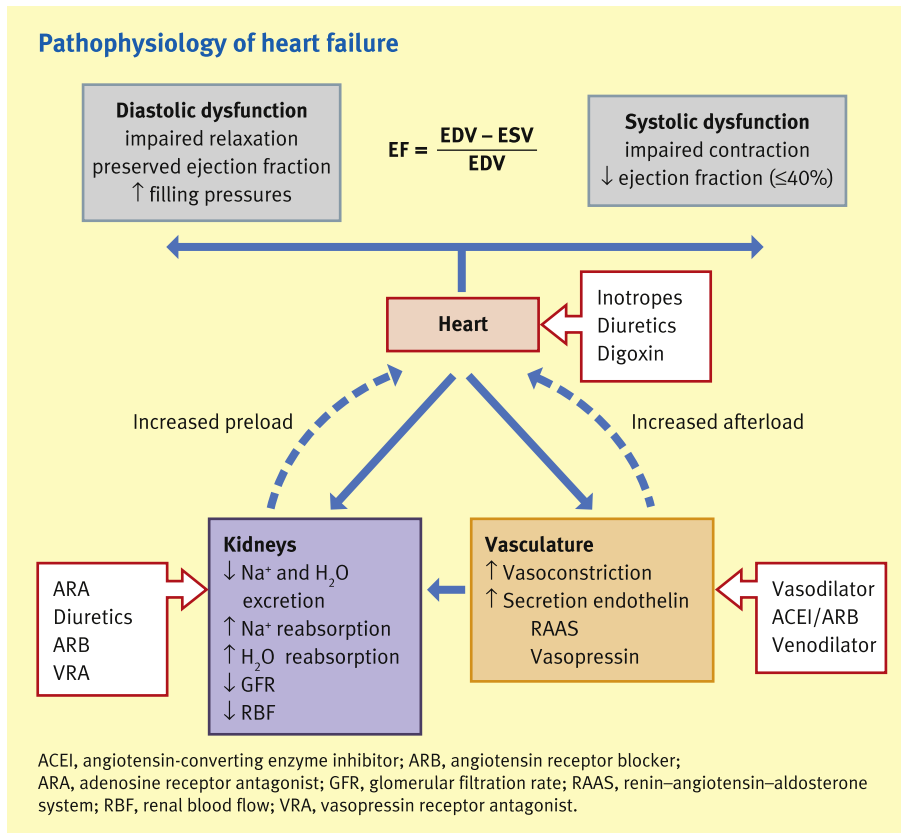 Pathophysiology of heart failure
Diastolic dysfunction
impaired relaxation
preserved ejection fraction
↑ filling pressures
EF = EDV – ESV / EDV
Systolic dysfunction
impaired contraction
↓ ejection fraction (≤40%)
Heart
Inotropes
Diuretics
Digoxin
Increased preload
Increased afterload
Kidneys
↓ Na⁺ and H₂O
excretion
↑ Na⁺ reabsorption
↑ H₂O reabsorption
↓ GFR
↓ RBF
Vasculature
↑ Vasoconstriction
↑ Secretion endothelin
RAAS
Vasopressin
ARA
Diuretics
ARB
VRA
Vasodilator
ACEI/ARB
Venodilator
ACEI, angiotensin-converting enzyme inhibitor; ARB, angiotensin receptor blocker;
ARA, adenosine receptor antagonist; GFR, glomerular filtration rate; RAAS, renin–angiotensin–aldosterone
system; RBF, renal blood flow; VRA, vasopressin receptor antagonist.